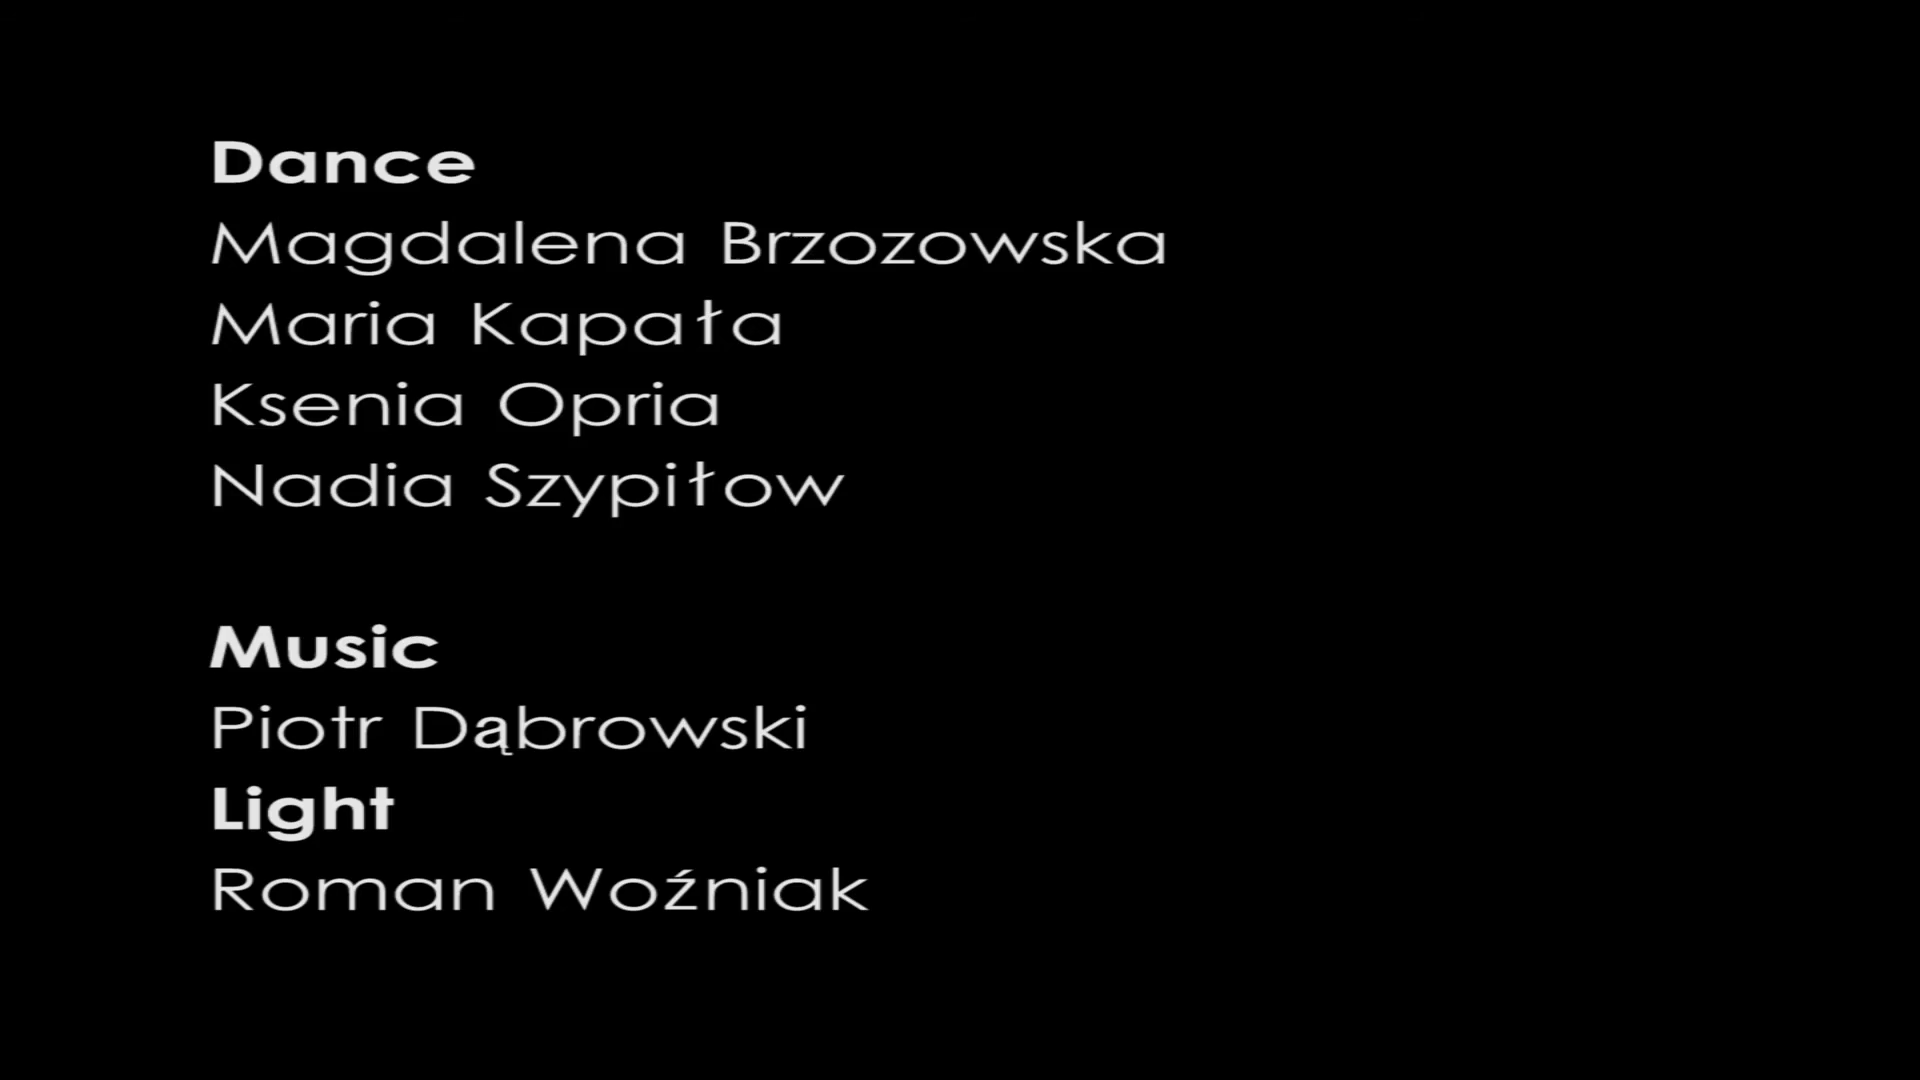 Dance
Magdalena Brzozowska
Maria Kapała
Ksenia Opria
Nadia Szypiłow
Music
Piotr Dąbrowski
Light
Roman Woźniak